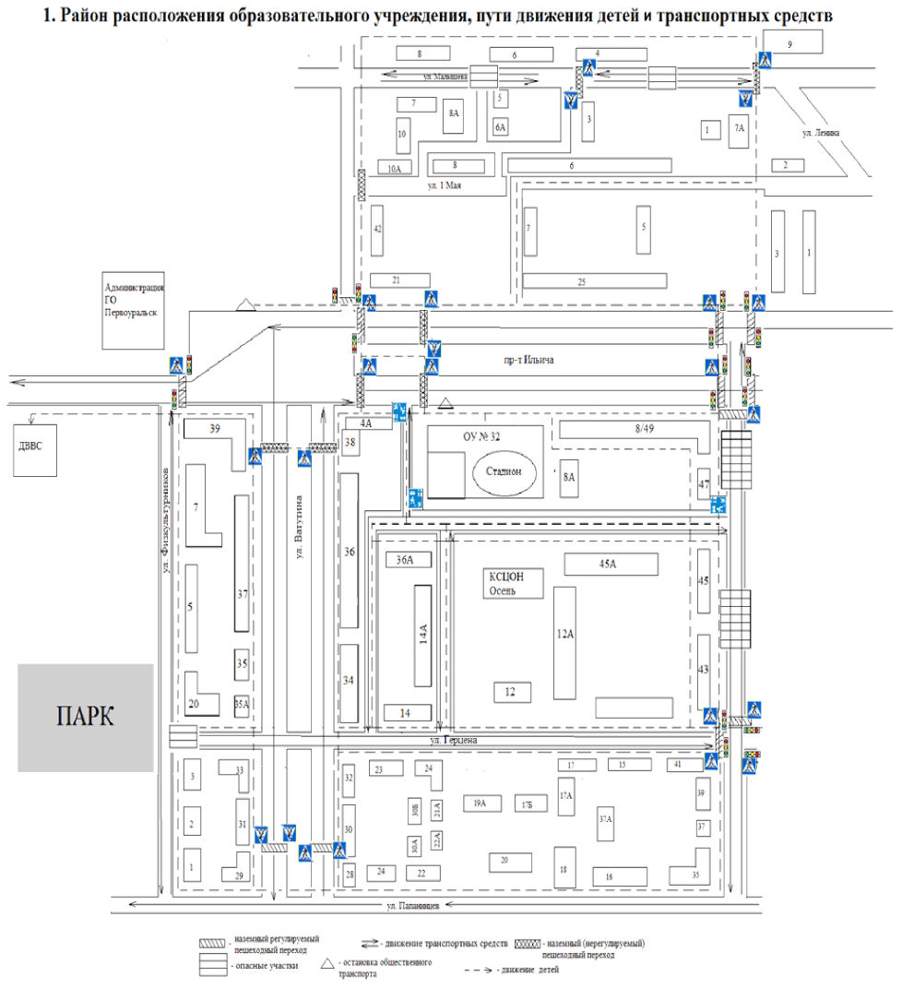 1. Район расположения образовательного учреждения, пути движения детей и транспортных средств
9
8
6
4
ул. Малышева
7
8А
5
6А
3
1
7А
ул. Ленина
10
10А
8
6
2
ул. 1 Мая
42
7
5
3
1
21
25
Администрация
ГО
Первоуральск
пр-т Ильича
ДВВС
39
4А
38
ОУ № 32
8/49
Стадион
8А
47
7
ул. Физкультурников
ул. Ватутина
36
36А
45А
КСЦОН
Осень
45
5
37
14А
12А
35
34
43
20
35А
14
12
ПАРК
ул. Герцена
3
33
32
23
24
17
15
41
2
31
30
30Б
21А
19А
17Б
17А
37А
39
37
1
29
28
30А
22А
24
22
20
18
16
35
ул. Папанинцев
- наземный регулируемый
пешеходный переход
- движение транспортных средств
- наземный (нерегулируемый)
пешеходный переход
- опасные участки
- остановка общественного
транспорта
- движение детей